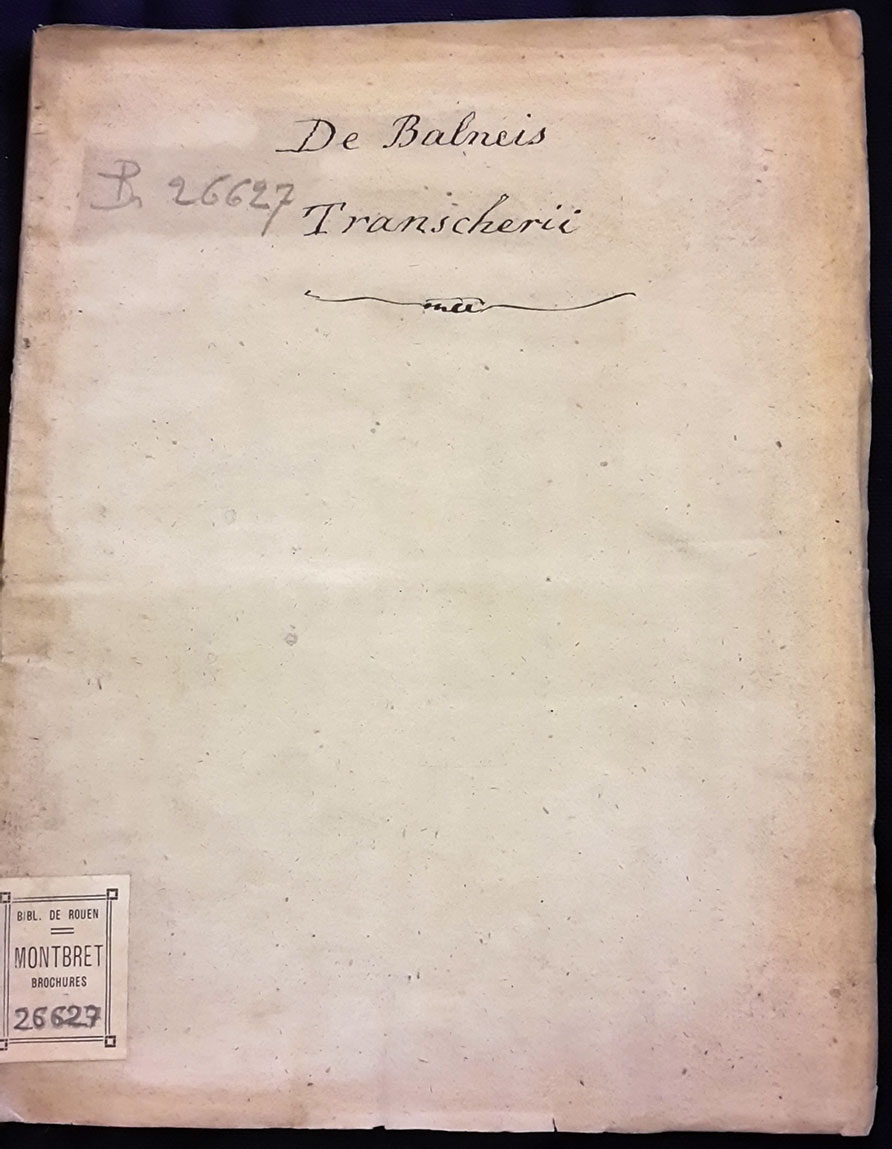 De Balneis
B. 26627
Transcherii
BIBL. DE ROUEN
MONTBRET
BROCHURES
26627